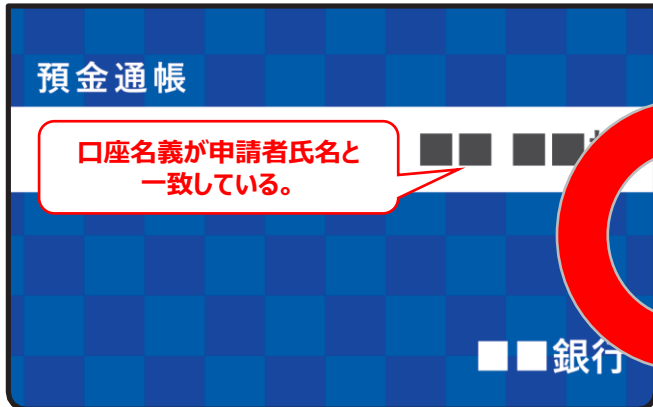 預金通帳
口座名義が申請者氏名と
一致している。
■■ ■■
■■銀行